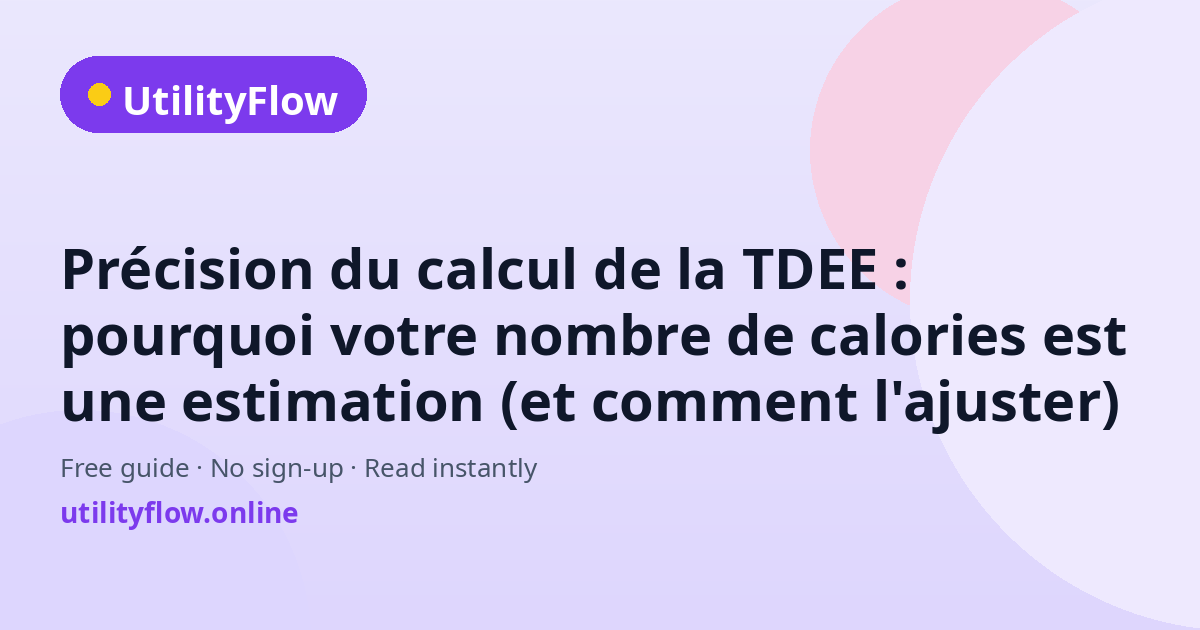 UtilityFlow
Précision du calcul de la TDEE :
pourquoi votre nombre de calories est
une estimation (et comment l'ajuster)
Free guide · No sign-up · Read instantly
utilityflow.online